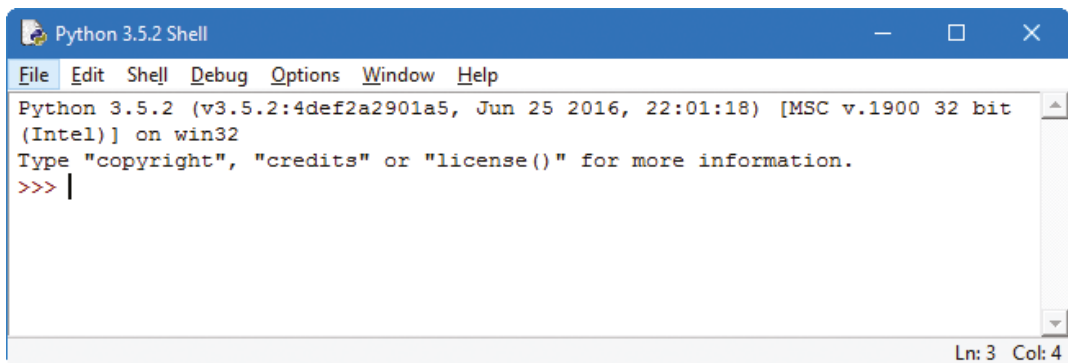 Python 3.5.2 Shell
File Edit Shell Debug Options Window Help
Python 3.5.2 (v3.5.2:4def2a2901a5, Jun 25 2016, 22:01:18) [MSC v.1900 32 bit
(Intel)] on win32
Type "copyright", "credits" or "license()" for more information.
>>>
Ln: 3 Col: 4